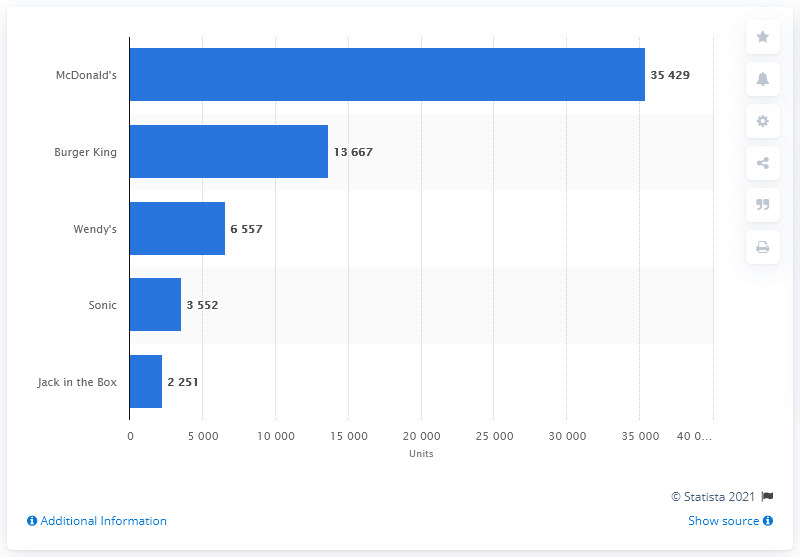 McDonald's
35 429
Burger King
13 667
Wendy's
6 557
Sonic
3 552
Jack in the Box
2 251
0 5 000 10 000 15 000 20 000 25 000 30 000 35 000 40 0...
Units
© Statista 2021
Additional Information
Show source